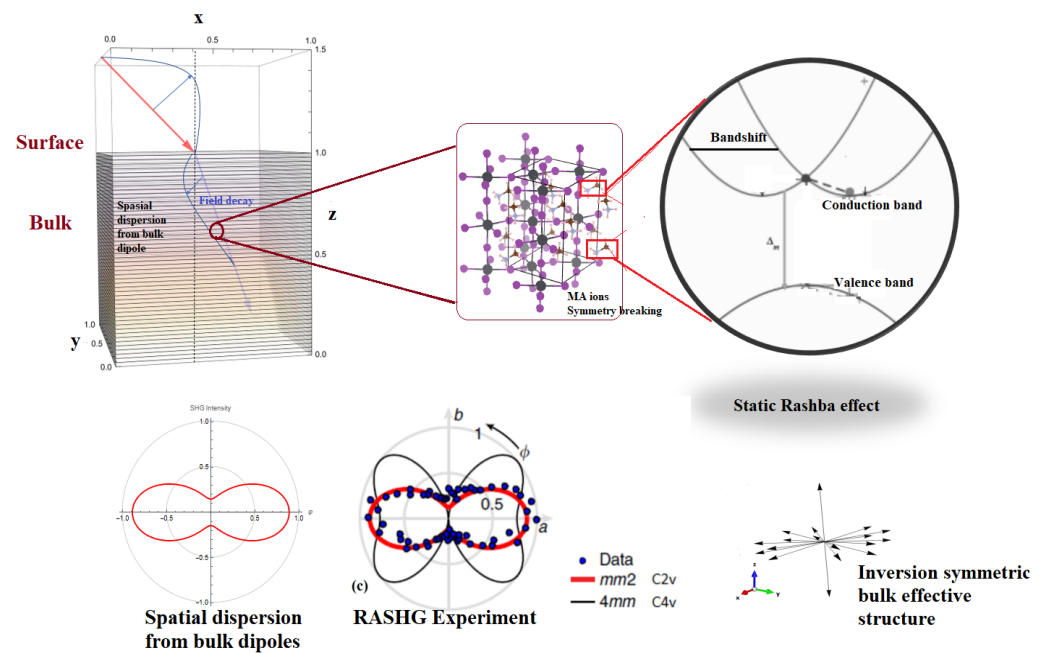 x
0.0
0.5
1.0
1.5
Surface
1.0
Bulk
Spasial
dispersion
from bulk
dipole
Field decay
z
0.5
1.0
0.5
0.0
y
0.0
MA ions
Symmetry breaking
Bandshift
Conduction band
Valence band
Static Rashba effect
SHG Intensity
1.0
0.5
-1.0
-0.5
0.5
1.0
φ
-0.5
-1.0
Spatial dispersion
from bulk dipoles
b
1
ϕ
0.5
a
(c)
Data
mm2 C2v
4mm C4v
RASHG Experiment
z
x
Y
Inversion symmetric
bulk effective
structure